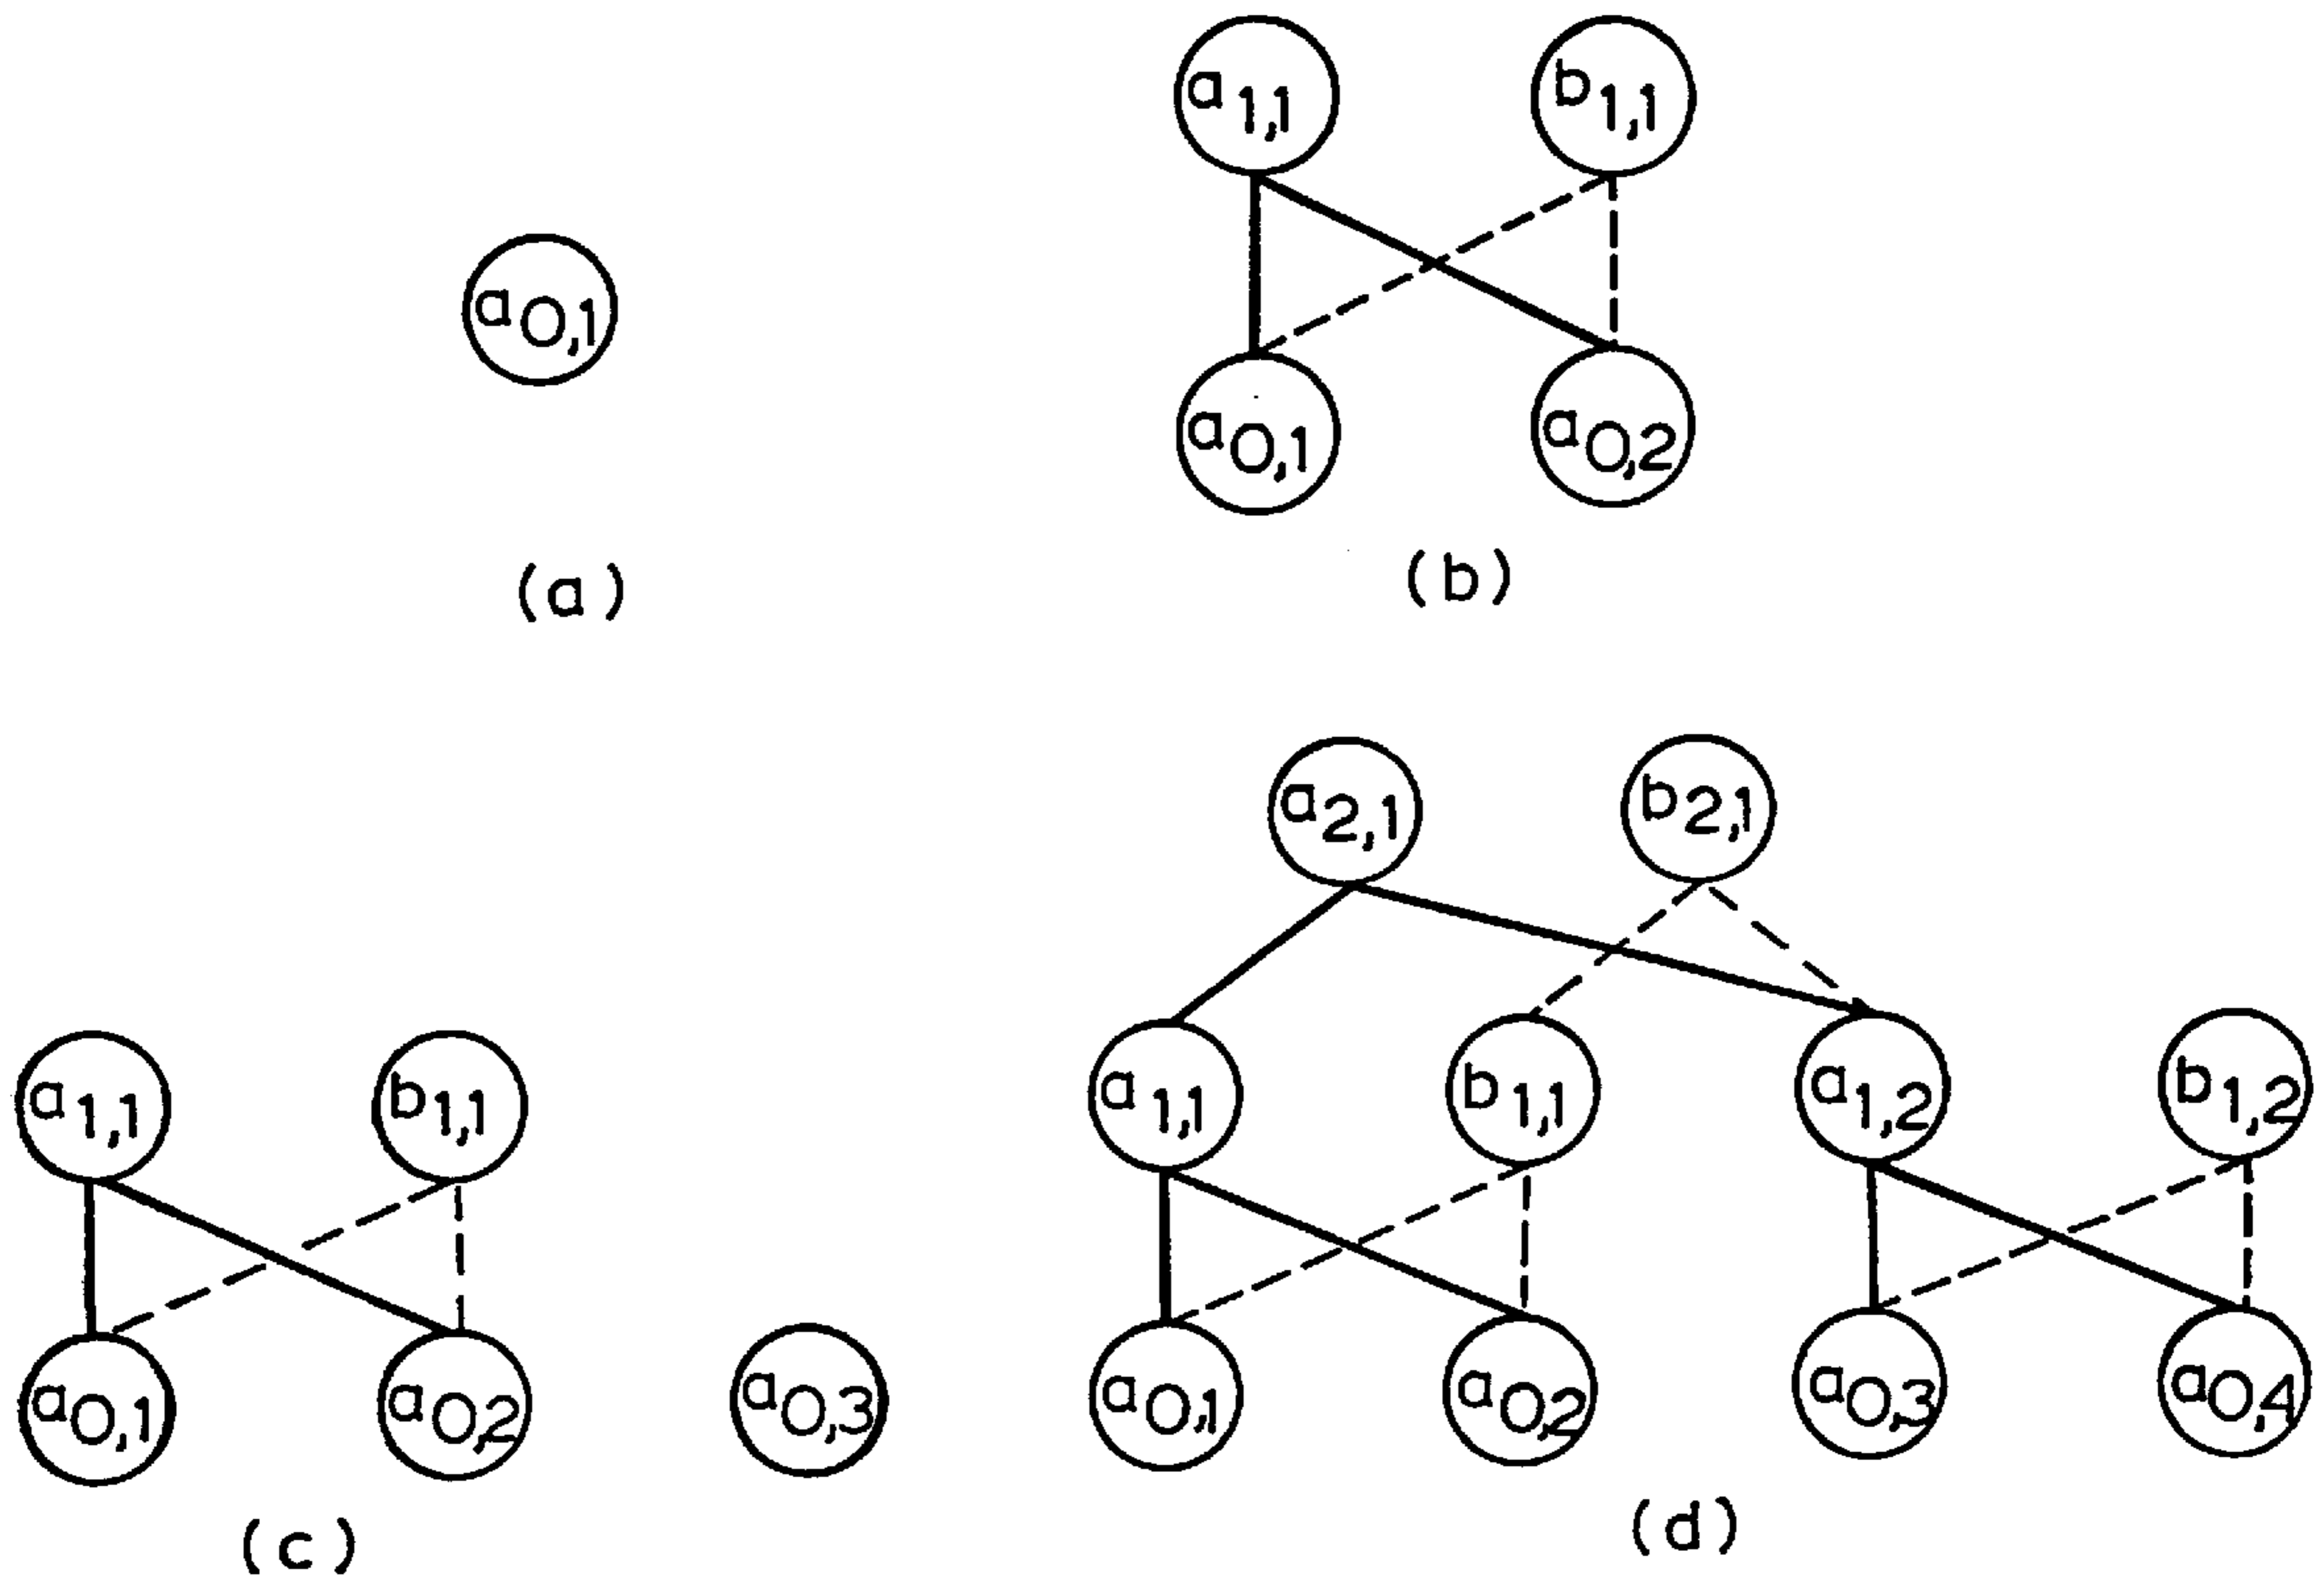 a1,1 b1,1
a0,1
a0,1 a0,2
(a) (b)
a2,1 b2,1
a1,1 b1,1 a1,1 b1,1 a1,2 b1,2
a0,1 a0,2 a0,3 a0,1 a0,2 a0,3 a0,4
(c) (d)